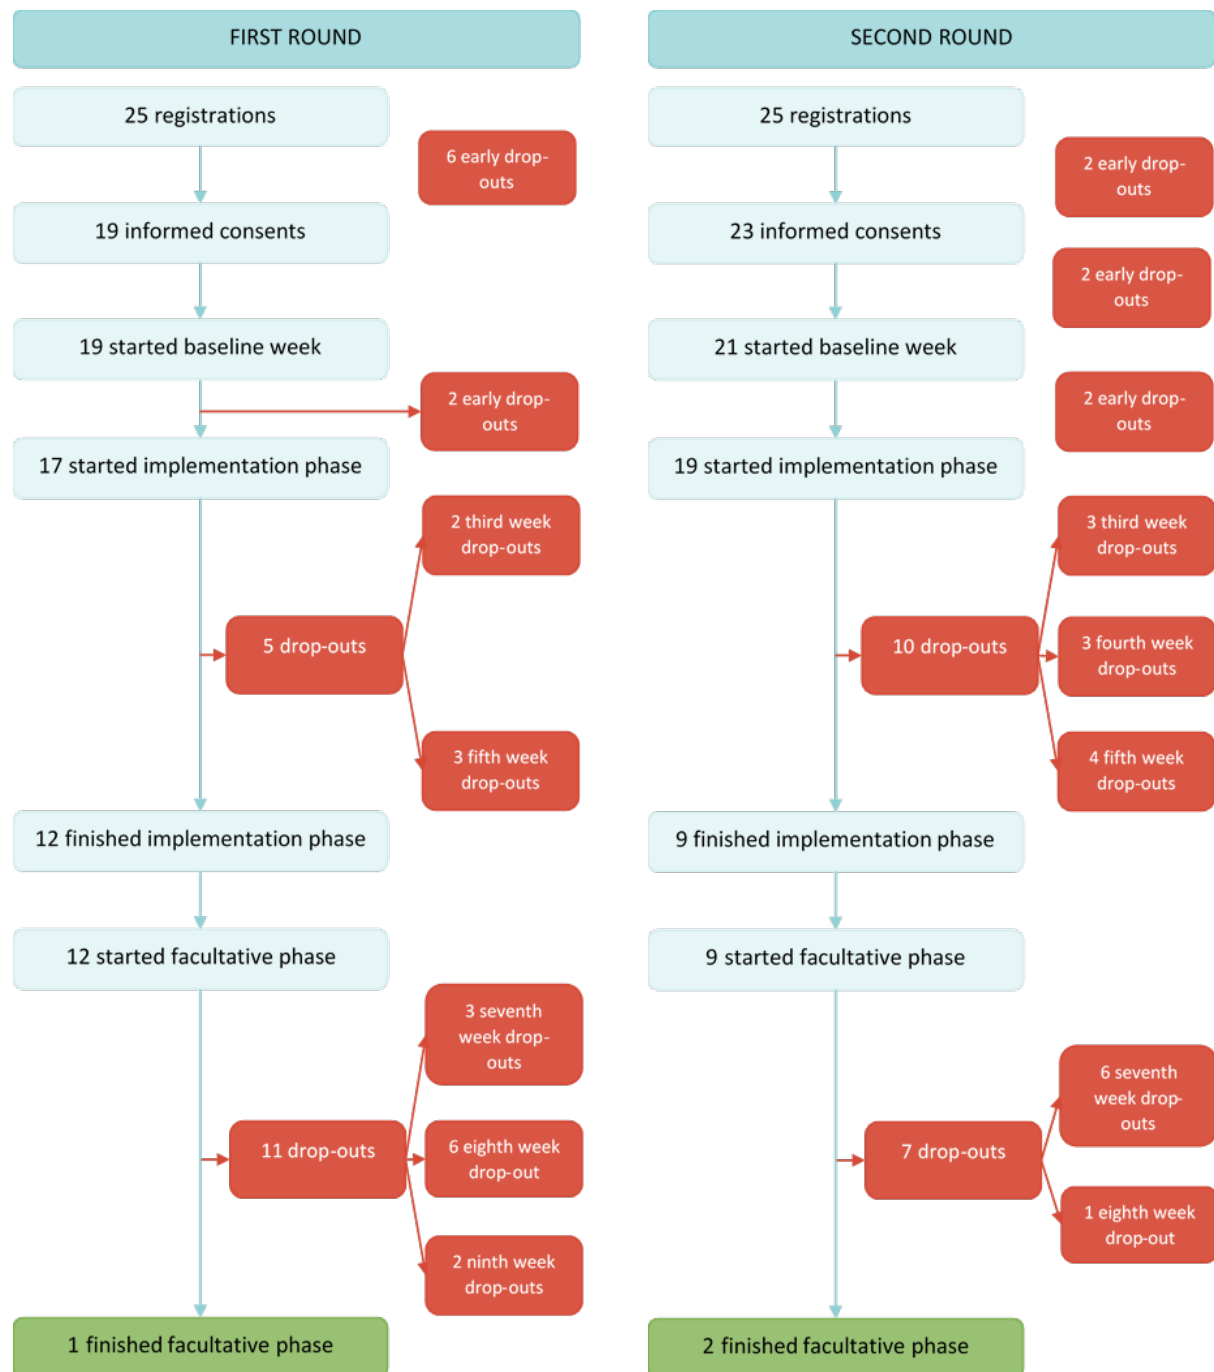 FIRST ROUND
25 registrations
6 early drop-
outs
19 informed consents
19 started baseline week
2 early drop-
outs
17 started implementation phase
2 third week
drop-outs
5 drop-outs
3 fifth week
drop-outs
12 finished implementation phase
12 started facultative phase
3 seventh
week drop-
outs
11 drop-outs
6 eighth week
drop-out
2 ninth week
drop-outs
1 finished facultative phase
SECOND ROUND
25 registrations
2 early drop-
outs
23 informed consents
2 early drop-
outs
21 started baseline week
2 early drop-
outs
19 started implementation phase
3 third week
drop-outs
10 drop-outs
3 fourth week
drop-outs
4 fifth week
drop-outs
9 finished implementation phase
9 started facultative phase
6 seventh
week drop-
outs
7 drop-outs
1 eighth week
drop-out
2 finished facultative phase